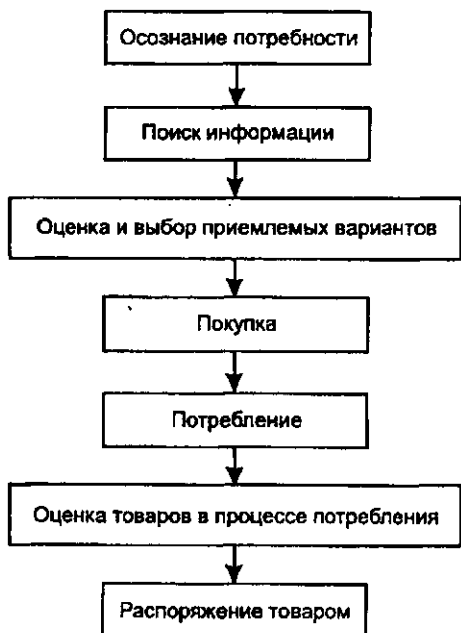 Осознание потребности
Поиск информации
Оценка и выбор приемлемых вариантов
Покупка
Потребление
Оценка товаров в процессе потребления
Распоряжение товаром